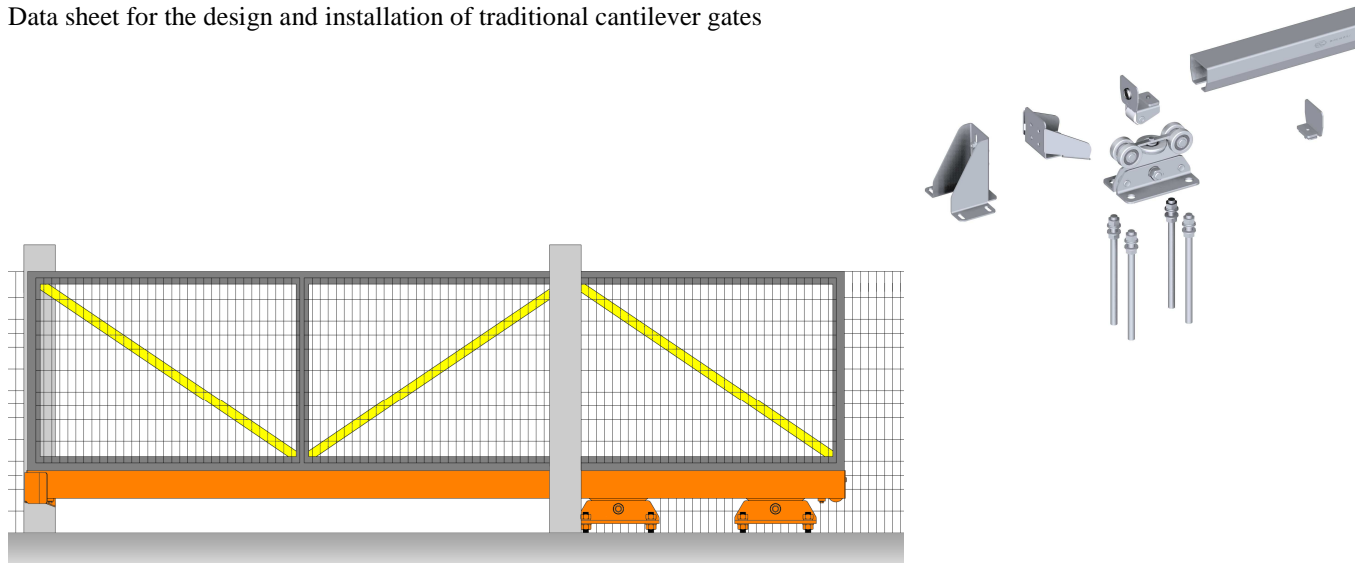 Data sheet for the design and installation of traditional cantilever gates